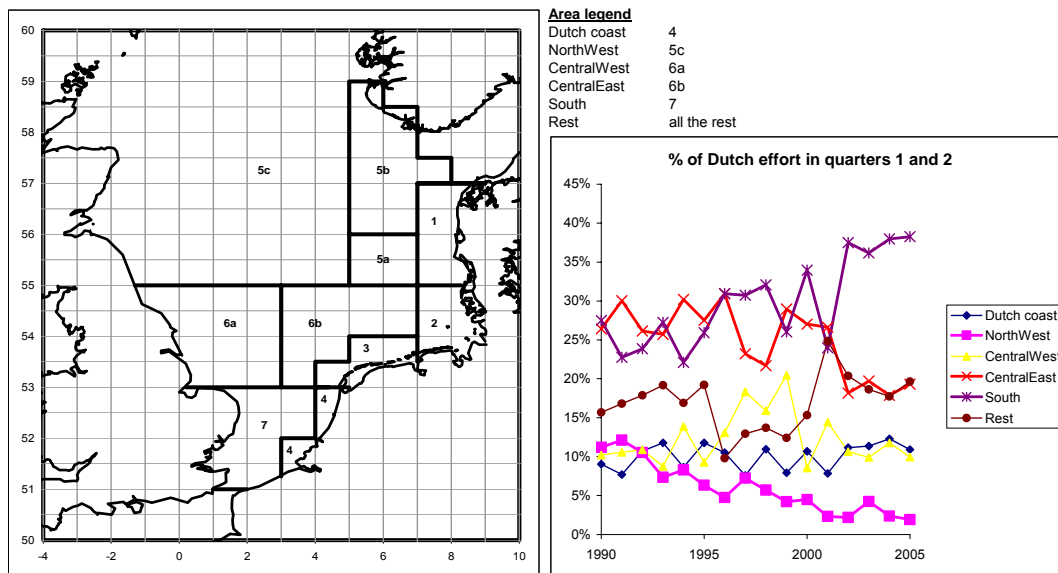 60
59
58
57
56
55
54
53
52
51
50
-4
-2
0
2
4
6
8
10
5c
5b
1
5a
6a
6b
2
3
4
7
4
Area legend
Dutch coast 4
NorthWest 5c
CentralWest 6a
CentralEast 6b
South 7
Rest all the rest
% of Dutch effort in quarters 1 and 2
45%
40%
35%
30%
25%
20%
15%
10%
5%
0%
1990
1995
2000
2005
Dutch coast
NorthWest
CentralWest
CentralEast
South
Rest